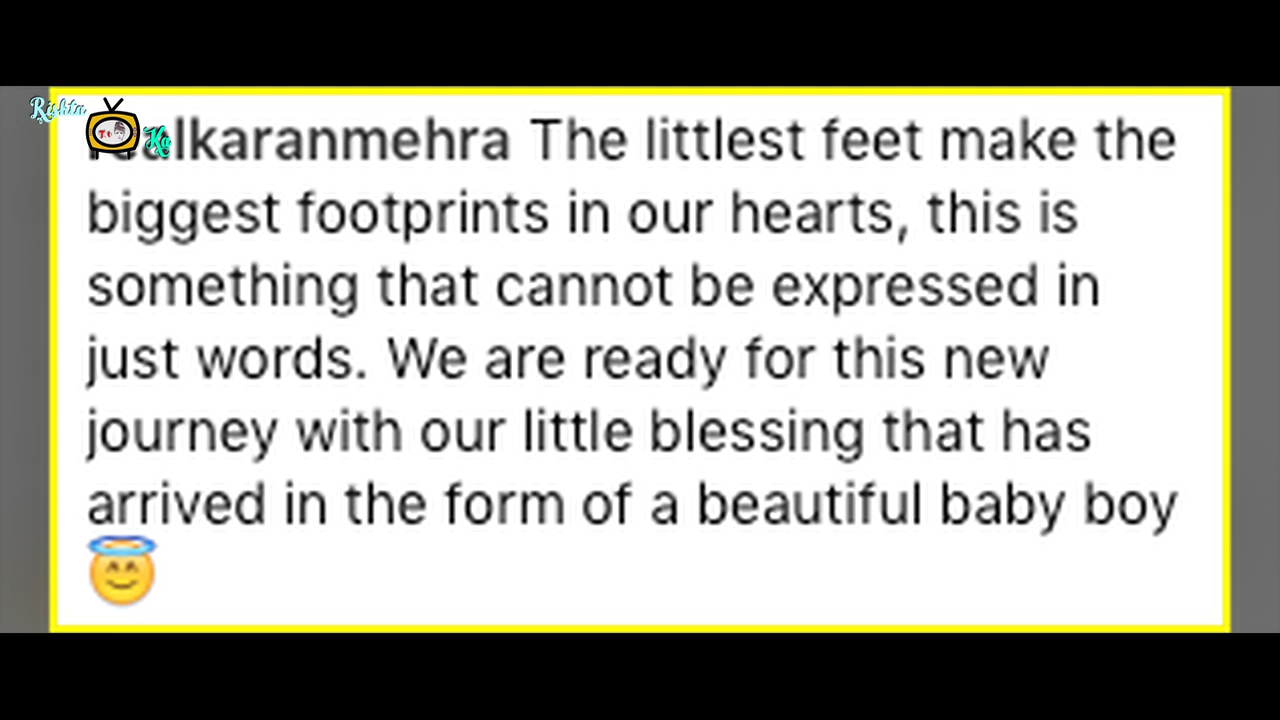 Rishta
T.v
Ka
lkaranmehra The littlest feet make the
biggest footprints in our hearts, this is
something that cannot be expressed in
just words. We are ready for this new
journey with our little blessing that has
arrived in the form of a beautiful baby boy
😇